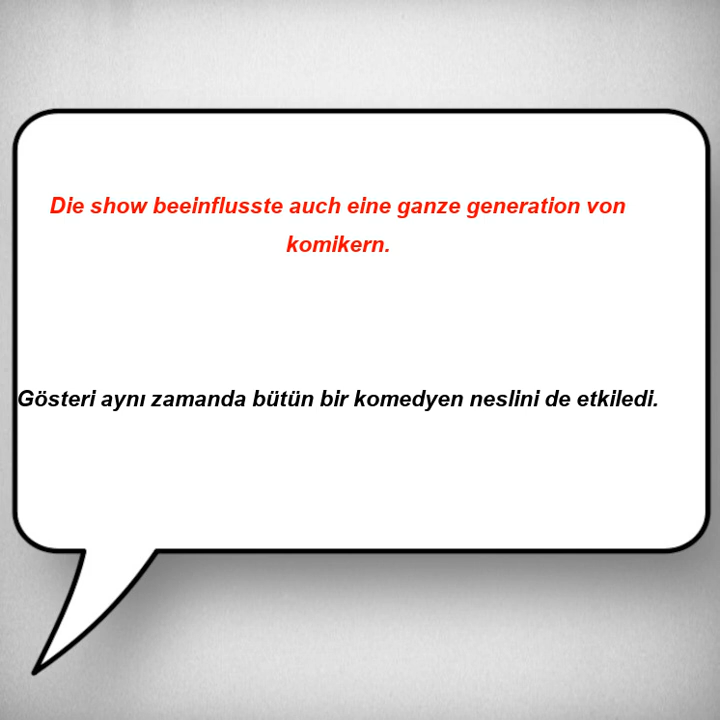 Die show beeinflusste auch eine ganze generation von
komikern.
Gösteri aynı zamanda bütün bir komedyen neslini de etkiledi.